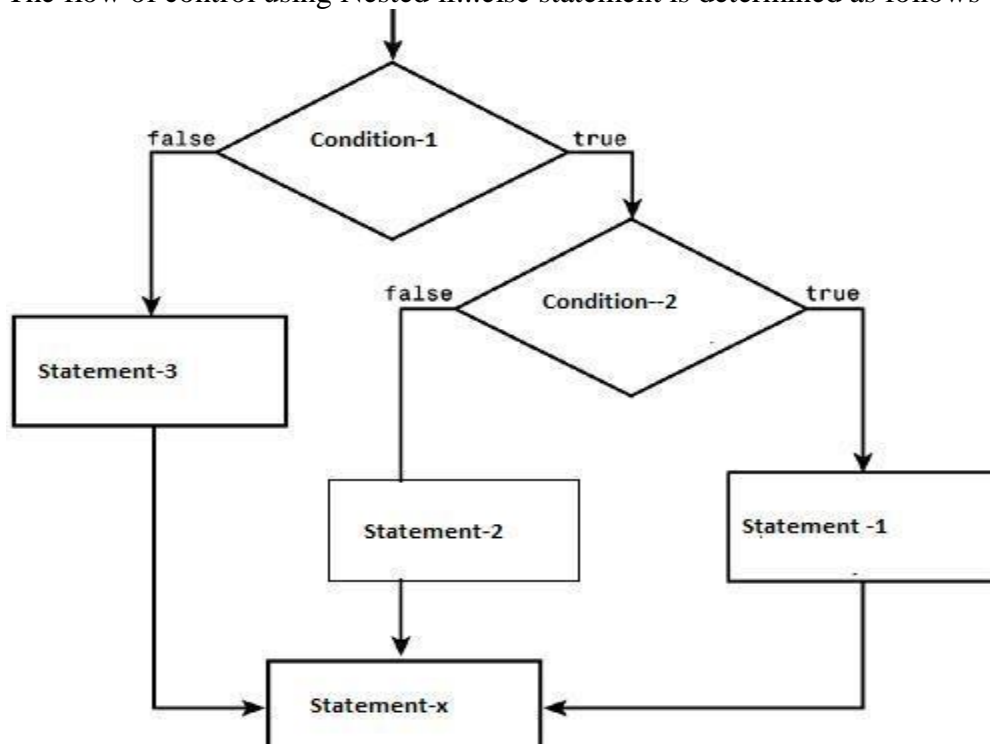 The flow of control using Nested if...else statement is determined as follows
Condition-1
false
true
Condition--2
false
true
Statement-3
Statement-2
Statement -1
Statement-x